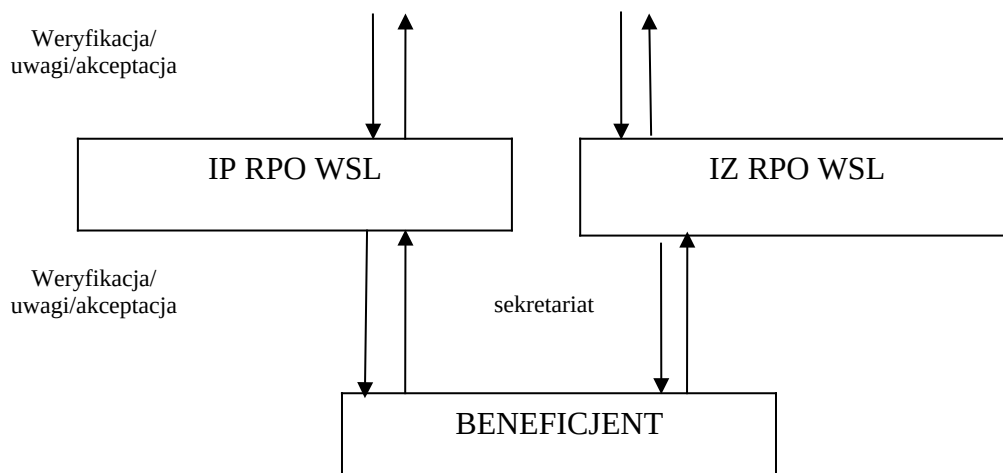 Weryfikacja/
uwagi/akceptacja
IP RPO WSL
IZ RPO WSL
Weryfikacja/
uwagi/akceptacja
sekretariat
BENEFICJENT